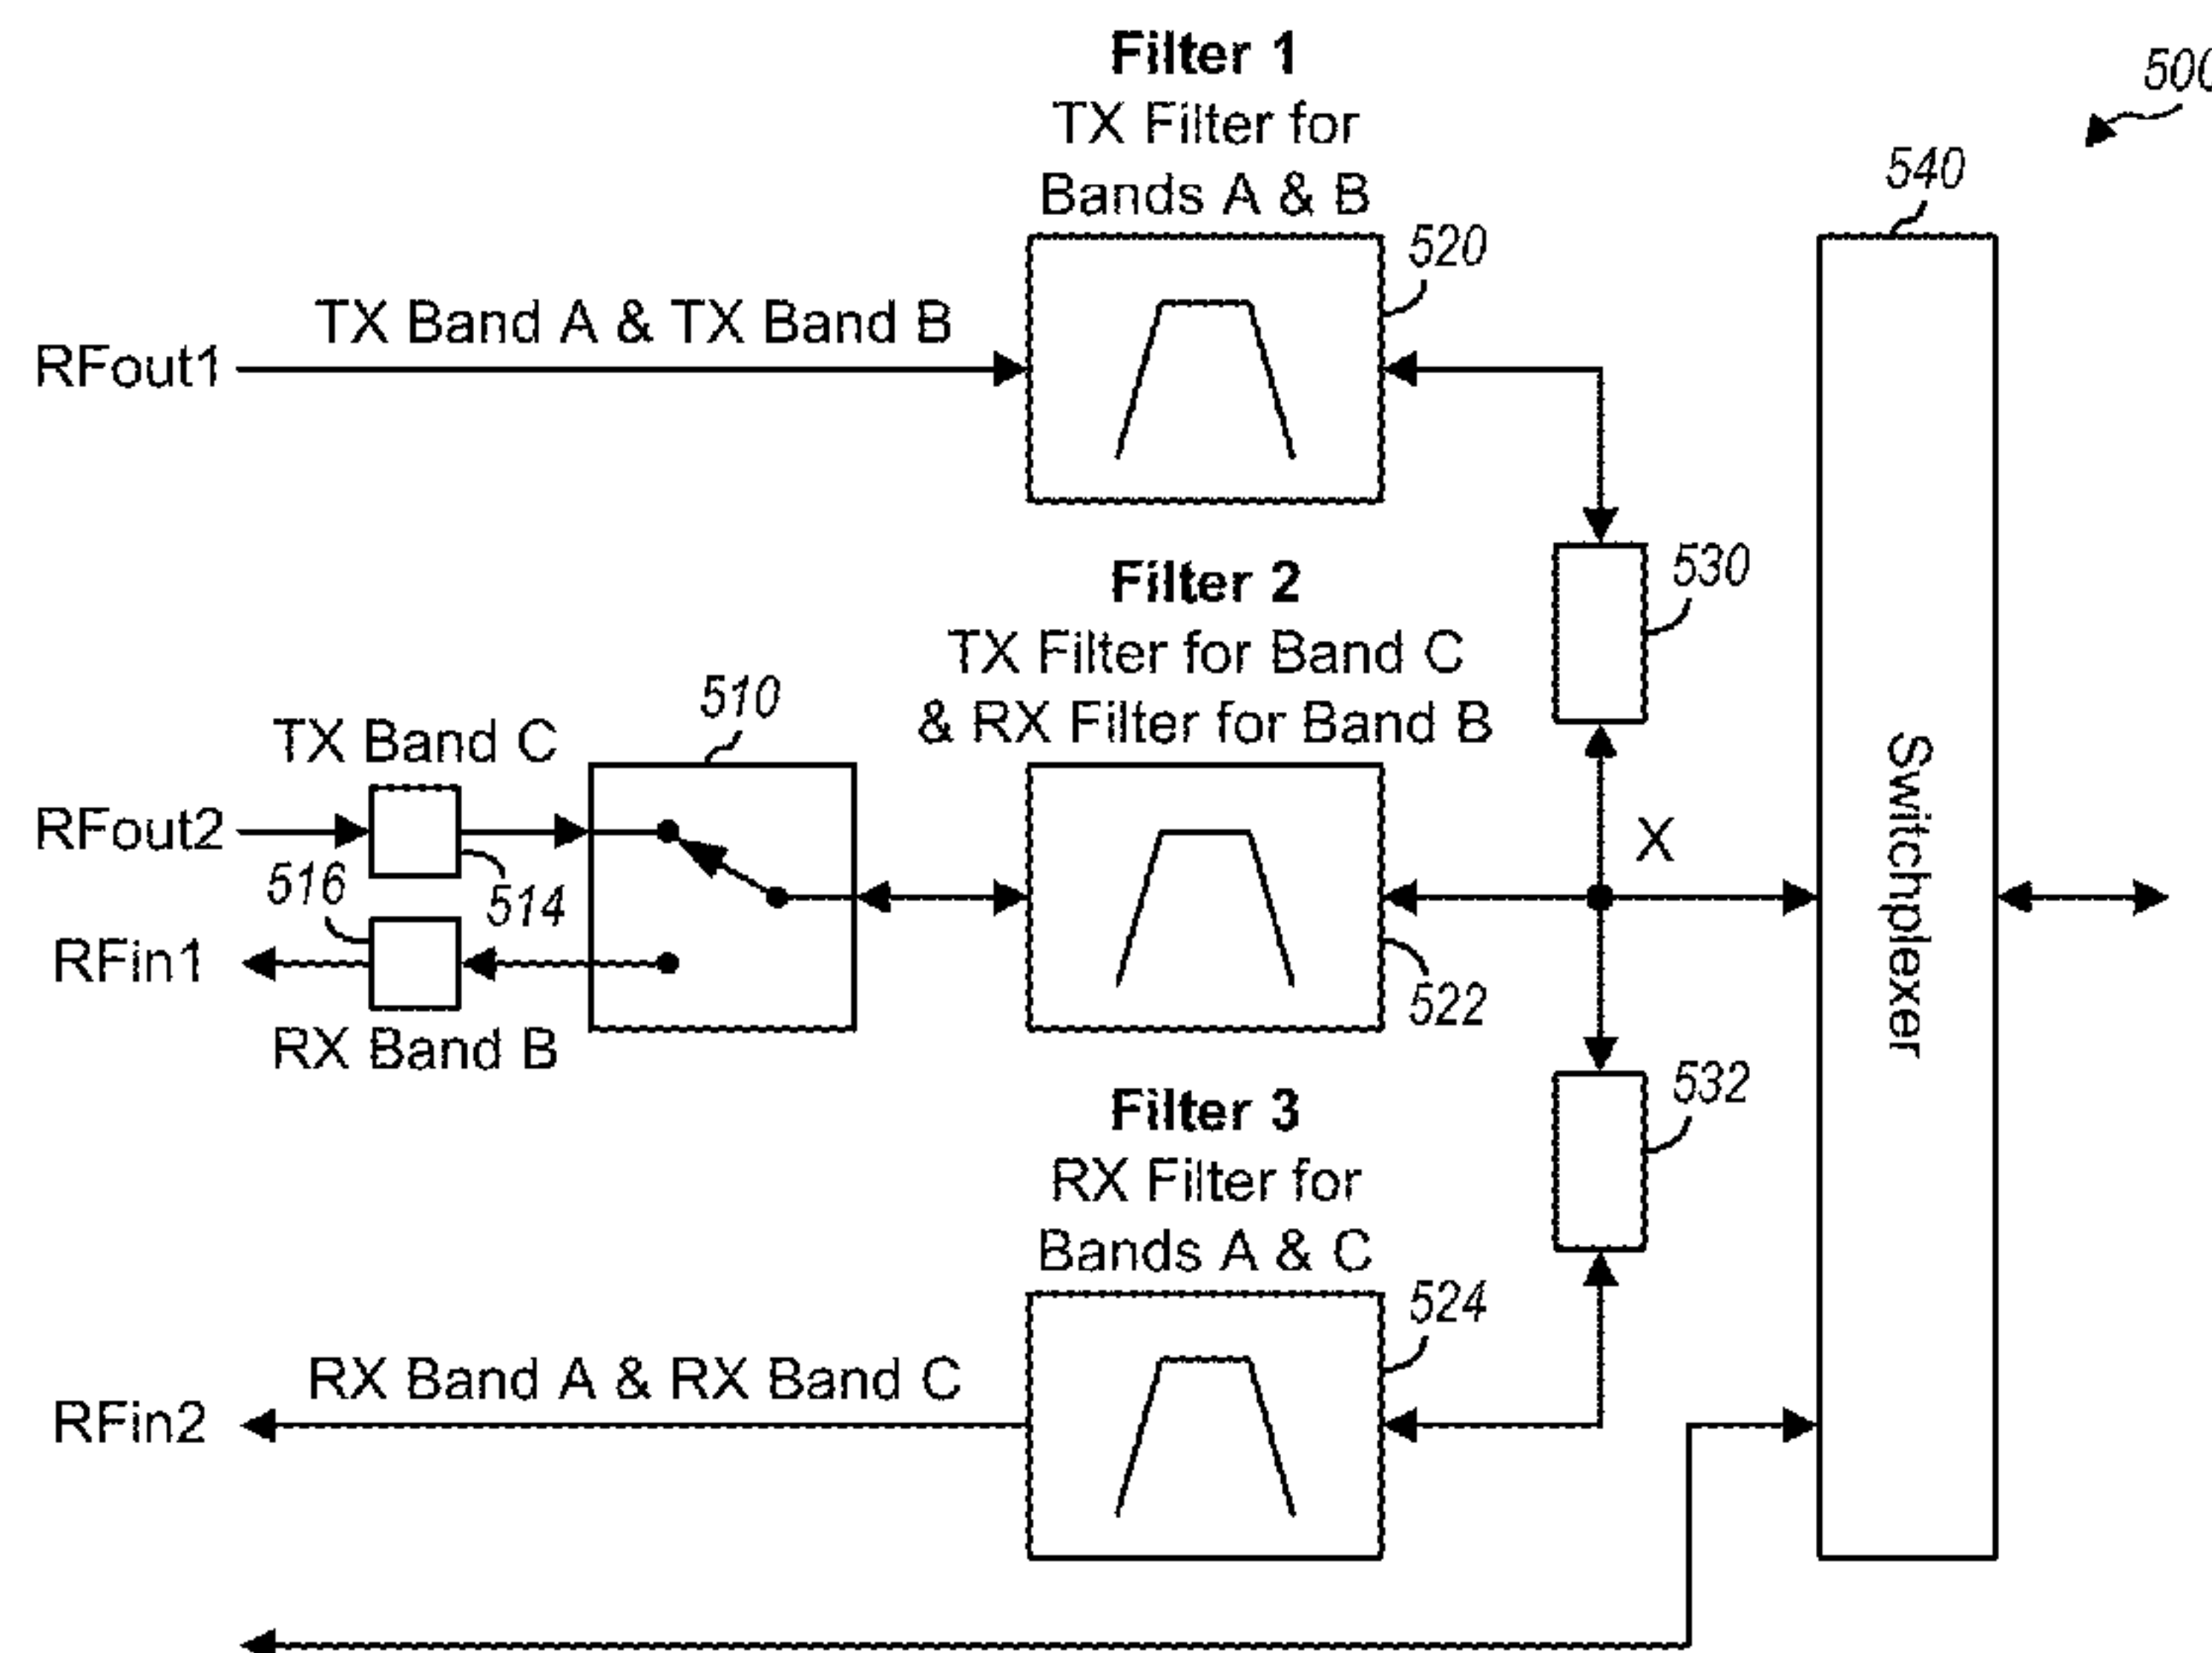 Filter 1
TX Filter for
Bands A & B
500
540
520
TX Band A & TX Band B
RFout1
530
Filter 2
TX Filter for Band C
& RX Filter for Band B
510
TX Band C
RFout2
X
Switchplexer
516
514
RFin1
522
RX Band B
532
Filter 3
RX Filter for
Bands A & C
524
RX Band A & RX Band C
RFin2